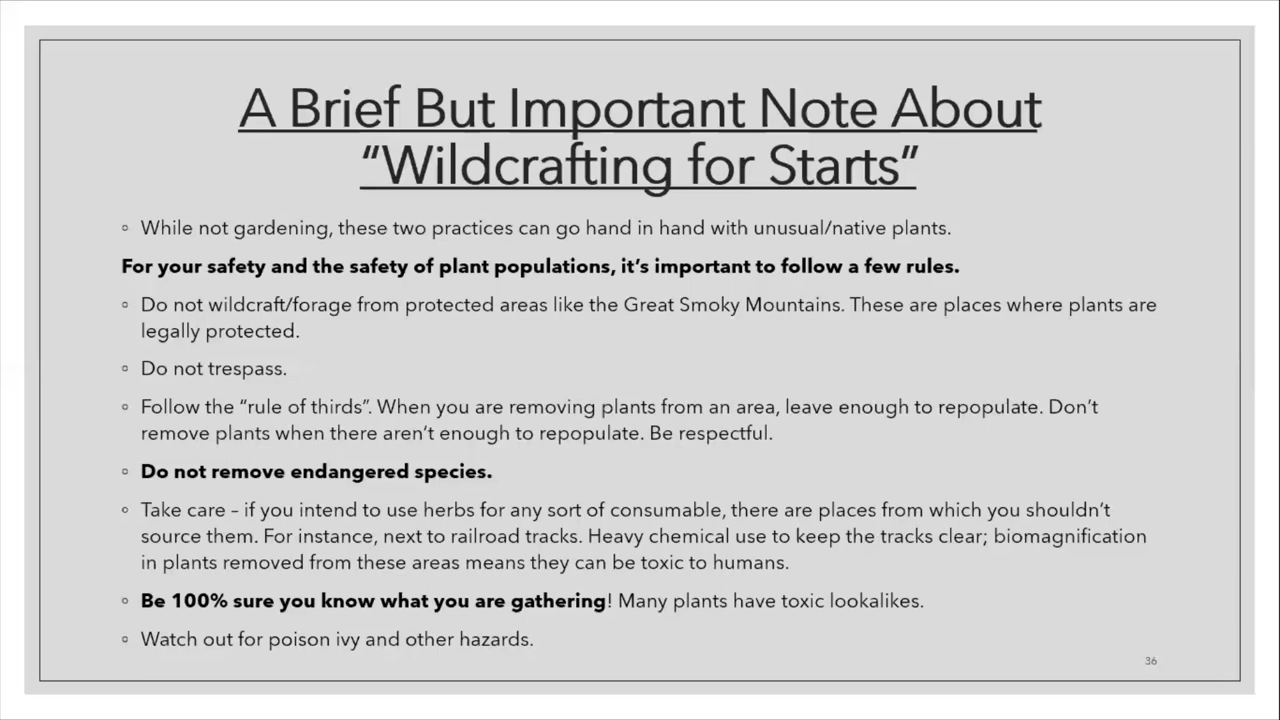 A Brief But Important Note About
“Wildcrafting for Starts”
◦ While not gardening, these two practices can go hand in hand with unusual/native plants.
For your safety and the safety of plant populations, it’s important to follow a few rules.
◦ Do not wildcraft/forage from protected areas like the Great Smoky Mountains. These are places where plants are
legally protected.
◦ Do not trespass.
◦ Follow the “rule of thirds”. When you are removing plants from an area, leave enough to repopulate. Don’t
remove plants when there aren’t enough to repopulate. Be respectful.
◦ Do not remove endangered species.
◦ Take care – if you intend to use herbs for any sort of consumable, there are places from which you shouldn’t
source them. For instance, next to railroad tracks. Heavy chemical use to keep the tracks clear; biomagnification
in plants removed from these areas means they can be toxic to humans.
◦ Be 100% sure you know what you are gathering! Many plants have toxic lookalikes.
◦ Watch out for poison ivy and other hazards.
36